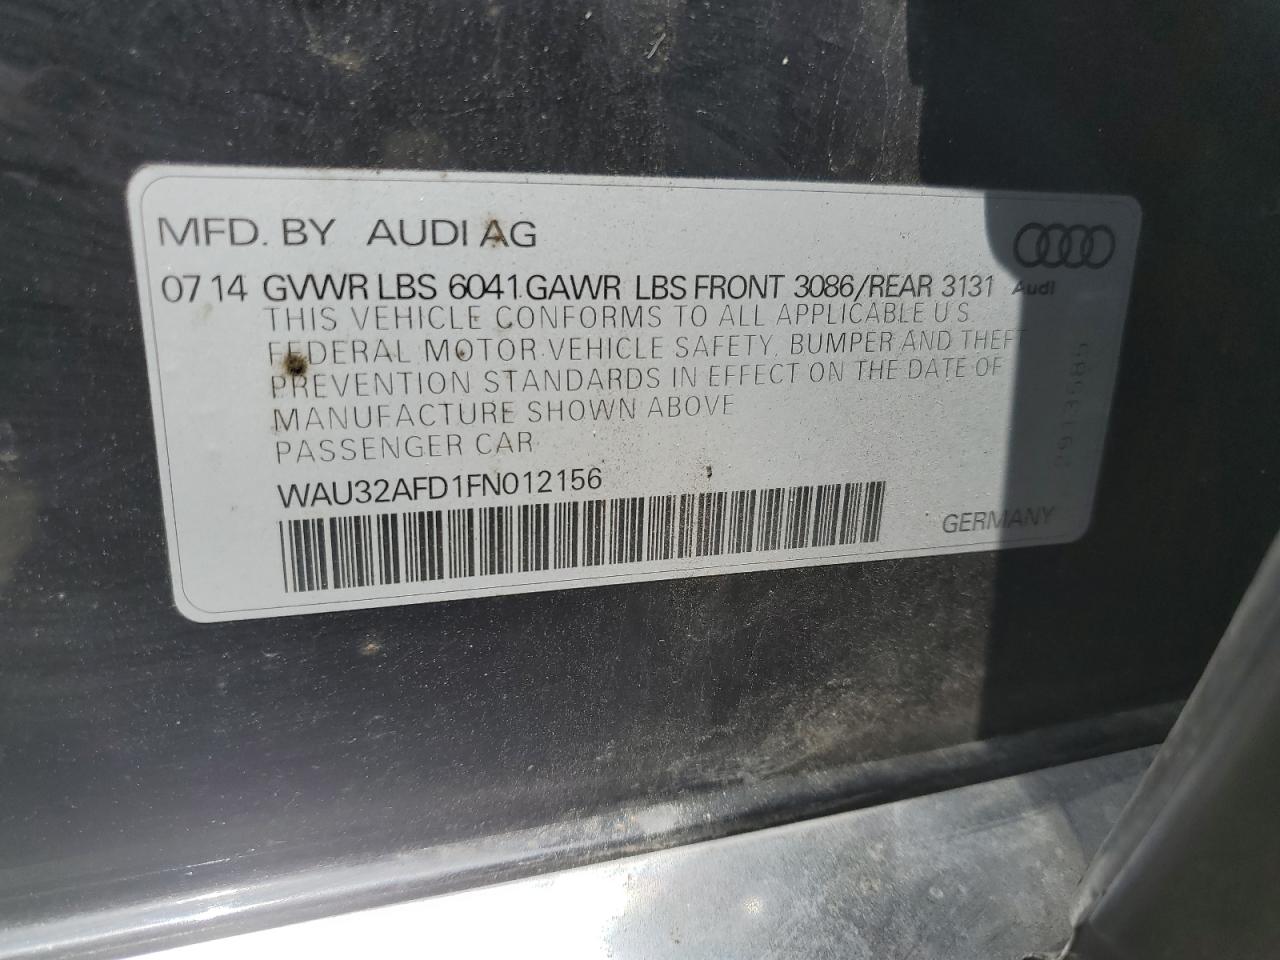 MFD. BY AUDI AG
07 14 GVWR LBS 6041 GAWR LBS FRONT 3086/REAR 3131
Audi
THIS VEHICLE CONFORMS TO ALL APPLICABLE U.S.
FEDERAL MOTOR VEHICLE SAFETY, BUMPER AND THEFT
PREVENTION STANDARDS IN EFFECT ON THE DATE OF
MANUFACTURE SHOWN ABOVE
PASSENGER CAR
WAU32AFD1FN012156
GERMANY